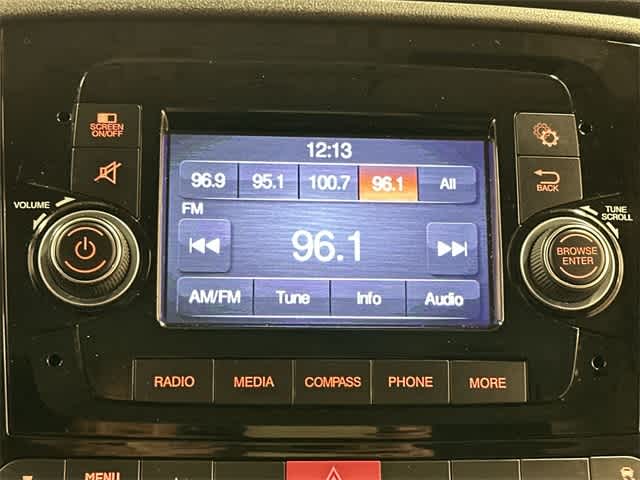 SCREEN
ON/OFF
VOLUME
12:13
96.9 95.1 100.7 96.1 All
FM
96.1
AM/FM Tune Info Audio
BACK
TUNE
SCROLL
BROWSE
ENTER
RADIO MEDIA COMPASS PHONE MORE
MENU